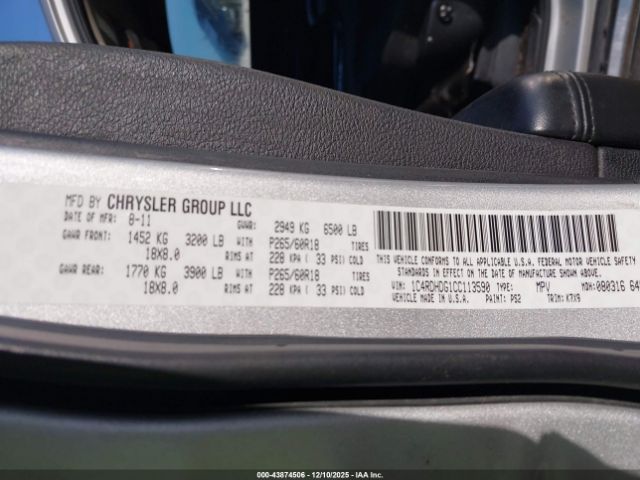 MFD BY CHRYSLER GROUP LLC
DATE OF MFR: 8-11 GVWR: 2949 KG 6500 LB
GAWR FRONT: 1452 KG 3200 LB WITH P265/60R18 TIRES
18X8.0 RIMS AT 228 KPA ( 33 PSI) COLD
GAWR REAR: 1770 KG 3900 LB WITH P265/60R18 TIRES
18X8.0 RIMS AT 228 KPA ( 33 PSI) COLD
THIS VEHICLE CONFORMS TO ALL APPLICABLE U.S.A. FEDERAL MOTOR VEHICLE SAFETY
STANDARDS IN EFFECT ON THE DATE OF MANUFACTURE SHOWN ABOVE.
VEHICLE MADE IN U.S.A.
VIN: 1C4RDHDG1CC113590 TYPE: MPV MDH: 080316
PAINT: PS2 TRIM: K7X9
000-43874506 • 12/10/2025 • IAA Inc.